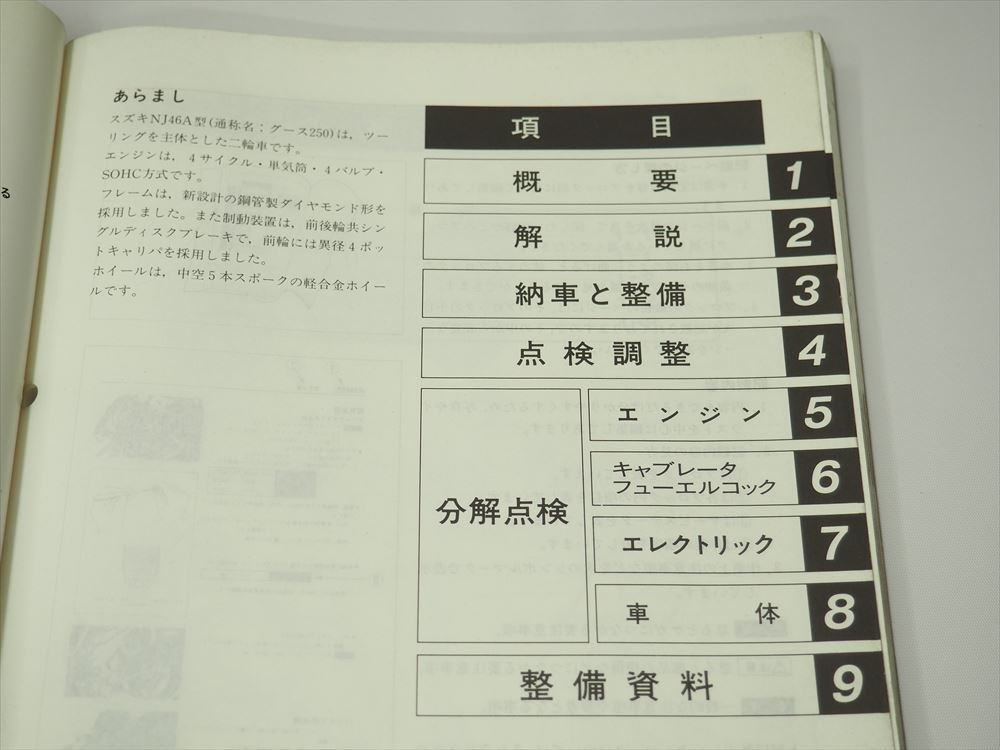 る
あらまし
スズキNJ46A型(通称名；グース250)は，ツー
リングを主体とした二輪車です。
エンジンは，4サイクル・単気筒・4バルブ・
SOHC方式です。
フレームは，新設計の鋼管製ダイヤモンド形を
採用しました。また制動装置は，前後輪共シン
グルディスクブレーキで，前輪には異径4ポッ
トキャリパを採用しました。
ホイールは，中空5本スポークの軽合金ホイー
ルです。
項目
概要 1
解説 2
納車と整備 3
点検調整 4
分解点検
エンジン 5
キャブレータ
フューエルコック 6
エレクトリック 7
車体 8
整備資料 9